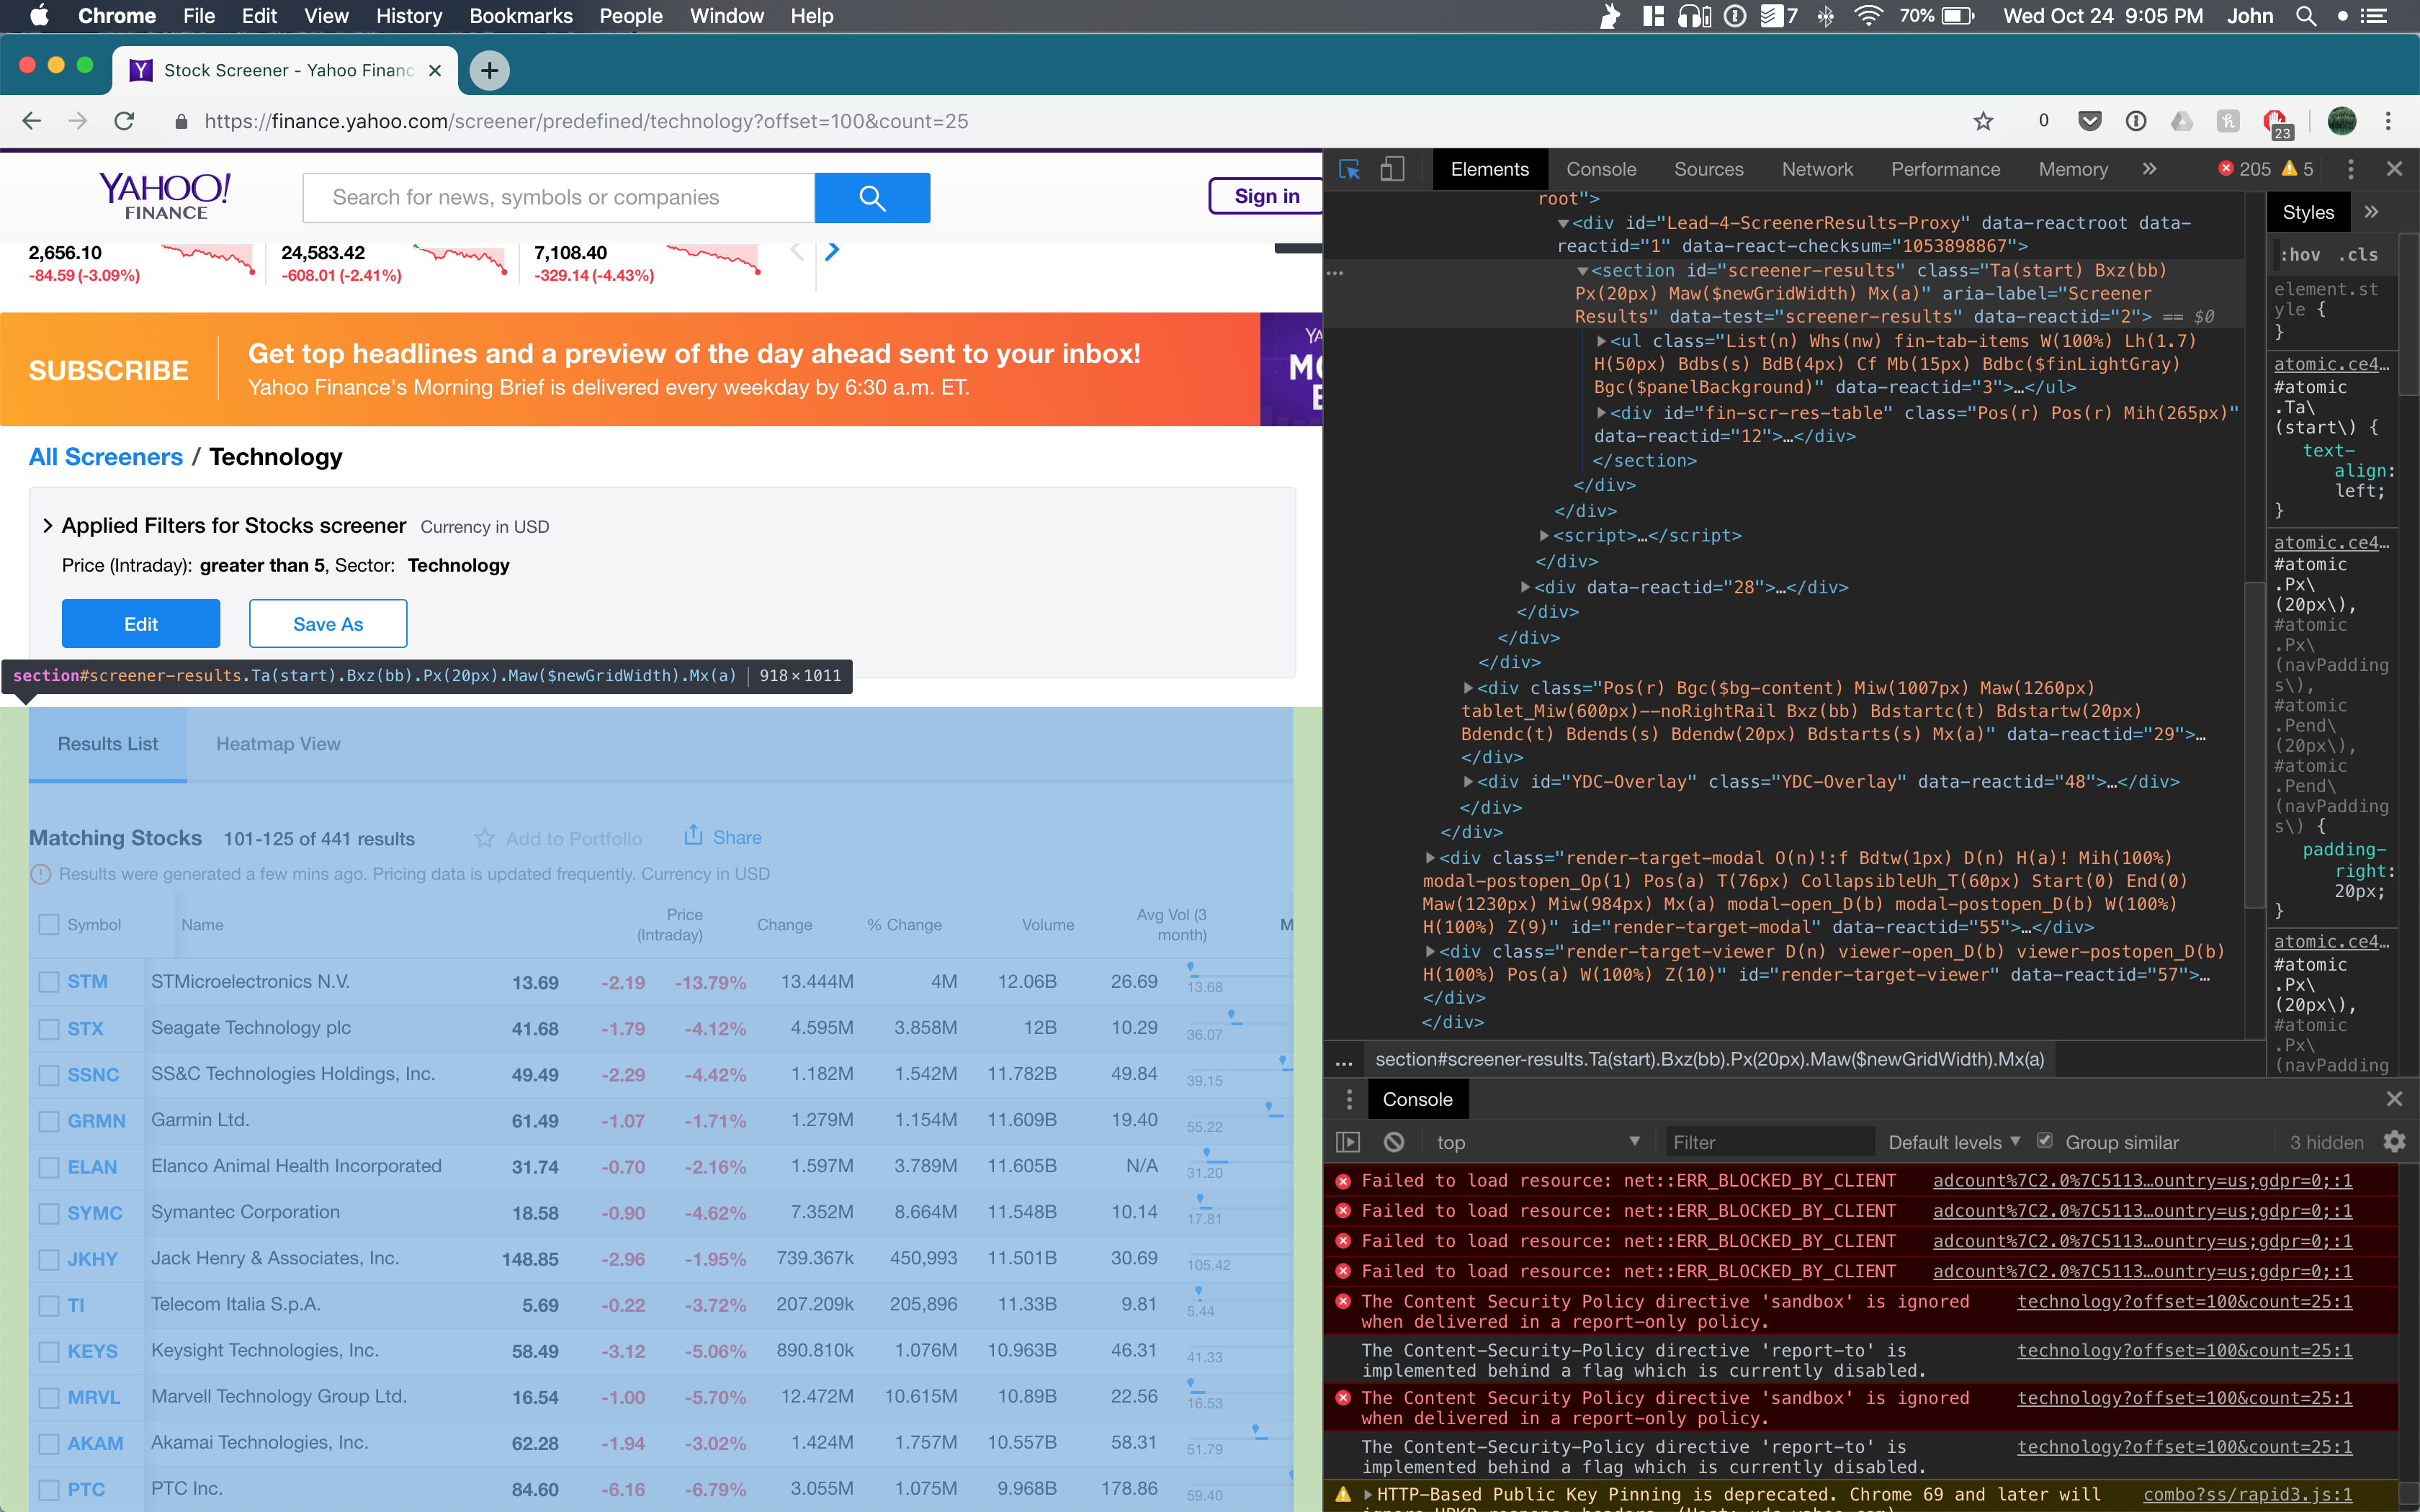 Chrome File Edit View History Bookmarks People Window Help 7 70% Wed Oct 24 9:05 PM John
Stock Screener - Yahoo Financ
https://finance.yahoo.com/screener/predefined/technology?offset=100&count=25 0 23
YAHOO!
FINANCE
Search for news, symbols or companies
Sign in
2,656.10 24,583.42 7,108.40
-84.59 (-3.09%) -608.01 (-2.41%) -329.14 (-4.43%)
SUBSCRIBE
Get top headlines and a preview of the day ahead sent to your inbox!
Yahoo Finance's Morning Brief is delivered every weekday by 6:30 a.m. ET.
All Screeners / Technology
Applied Filters for Stocks screener Currency in USD
Price (Intraday): greater than 5, Sector: Technology
Edit Save As
section#screener-results.Ta(start).Bxz(bb).Px(20px).Maw($newGridWidth).Mx(a) 918 × 1011
Results List Heatmap View
Matching Stocks 101-125 of 441 results Add to Portfolio Share
Results were generated a few mins ago. Pricing data is updated frequently. Currency in USD
Symbol Name Price (Intraday) Change % Change Volume Avg Vol (3 month) M
STM STMicroelectronics N.V. 13.69 -2.19 -13.79% 13.444M 4M 12.06B 26.69 13.68
STX Seagate Technology plc 41.68 -1.79 -4.12% 4.595M 3.858M 12B 10.29 36.07
SSNC SS&C Technologies Holdings, Inc. 49.49 -2.29 -4.42% 1.182M 1.542M 11.782B 49.84 39.15
GRMN Garmin Ltd. 61.49 -1.07 -1.71% 1.279M 1.154M 11.609B 19.40 55.22
ELAN Elanco Animal Health Incorporated 31.74 -0.70 -2.16% 1.597M 3.789M 11.605B N/A 31.20
SYMC Symantec Corporation 18.58 -0.90 -4.62% 7.352M 8.664M 11.548B 10.14 17.81
JKHY Jack Henry & Associates, Inc. 148.85 -2.96 -1.95% 739.367k 450,993 11.501B 30.69 105.42
TI Telecom Italia S.p.A. 5.69 -0.22 -3.72% 207.209k 205,896 11.33B 9.81 5.44
KEYS Keysight Technologies, Inc. 58.49 -3.12 -5.06% 890.810k 1.076M 10.963B 46.31 41.33
MRVL Marvell Technology Group Ltd. 16.54 -1.00 -5.70% 12.472M 10.615M 10.89B 22.56 16.53
AKAM Akamai Technologies, Inc. 62.28 -1.94 -3.02% 1.424M 1.757M 10.557B 58.31 51.79
PTC PTC Inc. 84.60 -6.16 -6.79% 3.055M 1.075M 9.968B 178.86 59.40
Elements Console Sources Network Performance Memory » 205 5
root">
<div id="Lead-4-ScreenerResults-Proxy" data-reactroot data-
reactid="1" data-react-checksum="1053898867">
<section id="screener-results" class="Ta(start) Bxz(bb)
Px(20px) Maw($newGridWidth) Mx(a)" aria-label="Screener
Results" data-test="screener-results" data-reactid="2"> == $0
<ul class="List(n) Whs(nw) fin-tab-items W(100%) Lh(1.7)
H(50px) Bdbs(s) BdB(4px) Cf Mb(15px) Bdbc($finLightGray)
Bgc($panelBackground)" data-reactid="3">…</ul>
<div id="fin-scr-res-table" class="Pos(r) Pos(r) Mih(265px)"
data-reactid="12">…</div>
</section>
</div>
</div>
<script>…</script>
</div>
<div data-reactid="28">…</div>
</div>
</div>
</div>
<div class="Pos(r) Bgc($bg-content) Miw(1007px) Maw(1260px)
tablet_Miw(600px)--noRightRail Bxz(bb) Bdstartc(t) Bdstartw(20px)
Bdendc(t) Bdends(s) Bdendw(20px) Bdstarts(s) Mx(a)" data-reactid="29">…
</div>
<div id="YDC-Overlay" class="YDC-Overlay" data-reactid="48">…</div>
</div>
</div>
<div class="render-target-modal O(n)!:f Bdtw(1px) D(n) H(a)! Mih(100%)
modal-postopen_Op(1) Pos(a) T(76px) CollapsibleUh_T(60px) Start(0) End(0)
Maw(1230px) Miw(984px) Mx(a) modal-open_D(b) modal-postopen_D(b) W(100%)
H(100%) Z(9)" id="render-target-modal" data-reactid="55">…</div>
<div class="render-target-viewer D(n) viewer-open_D(b) viewer-postopen_D(b)
H(100%) Pos(a) W(100%) Z(10)" id="render-target-viewer" data-reactid="57">…
</div>
</div>
... section#screener-results.Ta(start).Bxz(bb).Px(20px).Maw($newGridWidth).Mx(a)
Styles »
:hov .cls
element.st
yle {
}
atomic.ce4…
#atomic
.Ta\
(start\) {
text-
align:
left;
}
atomic.ce4…
#atomic
.Px\
(20px\),
#atomic
.Px\
(navPadding
s\),
#atomic
.Pend\
(20px\),
#atomic
.Pend\
(navPadding
s\) {
padding-
right:
20px;
}
atomic.ce4…
#atomic
.Px\
(20px\),
#atomic
.Px\
(navPadding
Console
top Filter Default levels Group similar 3 hidden
Failed to load resource: net::ERR_BLOCKED_BY_CLIENT adcount%7C2.0%7C5113…ountry=us;gdpr=0;:1
Failed to load resource: net::ERR_BLOCKED_BY_CLIENT adcount%7C2.0%7C5113…ountry=us;gdpr=0;:1
Failed to load resource: net::ERR_BLOCKED_BY_CLIENT adcount%7C2.0%7C5113…ountry=us;gdpr=0;:1
Failed to load resource: net::ERR_BLOCKED_BY_CLIENT adcount%7C2.0%7C5113…ountry=us;gdpr=0;:1
The Content Security Policy directive 'sandbox' is ignored technology?offset=100&count=25:1
when delivered in a report-only policy.
The Content-Security-Policy directive 'report-to' is technology?offset=100&count=25:1
implemented behind a flag which is currently disabled.
The Content Security Policy directive 'sandbox' is ignored technology?offset=100&count=25:1
when delivered in a report-only policy.
The Content-Security-Policy directive 'report-to' is technology?offset=100&count=25:1
implemented behind a flag which is currently disabled.
HTTP-Based Public Key Pinning is deprecated. Chrome 69 and later will combo?ss/rapid3.js:1